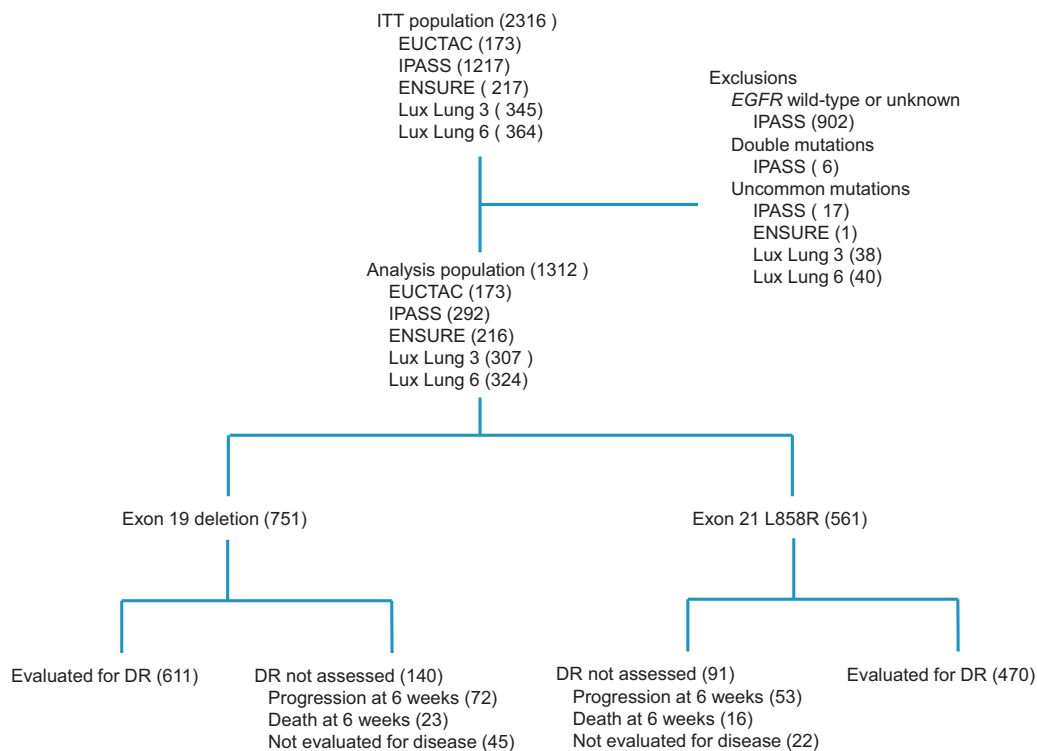 ITT population (2316 )
EUCTAC (173)
IPASS (1217)
ENSURE ( 217)
Lux Lung 3 ( 345)
Lux Lung 6 ( 364)
Exclusions
EGFR wild-type or unknown
IPASS (902)
Double mutations
IPASS ( 6)
Uncommon mutations
IPASS ( 17)
ENSURE (1)
Lux Lung 3 (38)
Lux Lung 6 (40)
Analysis population (1312 )
EUCTAC (173)
IPASS (292)
ENSURE (216)
Lux Lung 3 (307 )
Lux Lung 6 (324)
Exon 19 deletion (751)
Exon 21 L858R (561)
Evaluated for DR (611)
DR not assessed (140)
Progression at 6 weeks (72)
Death at 6 weeks (23)
Not evaluated for disease (45)
DR not assessed (91)
Progression at 6 weeks (53)
Death at 6 weeks (16)
Not evaluated for disease (22)
Evaluated for DR (470)